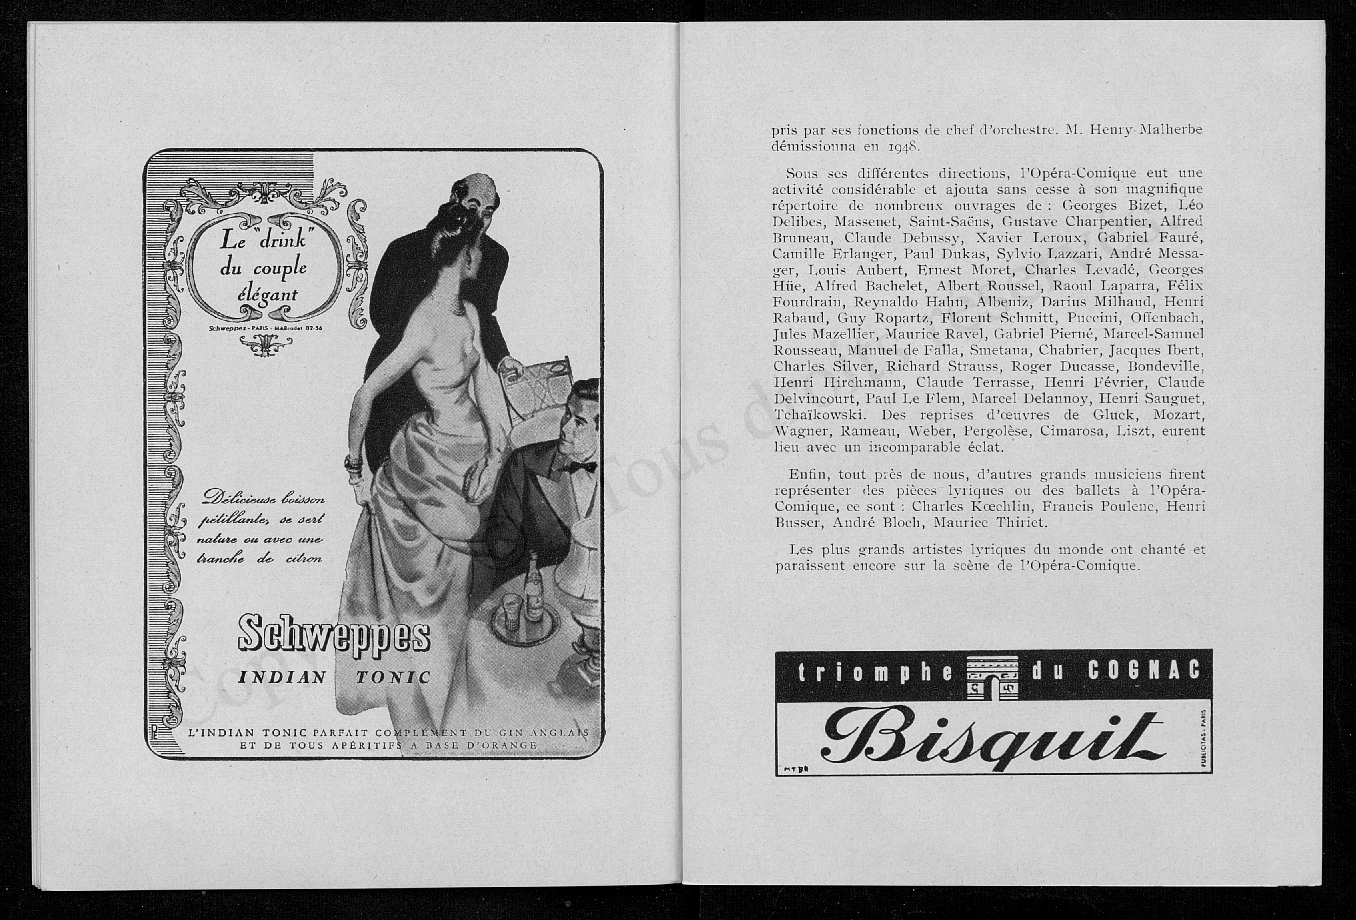 Le "drink"
du couple
élégant
Schweppes - PARIS - MARcadet 02-56
Délicieuse boisson
pétillante, se sert
nature ou avec une
tranche de citron
Schweppes
INDIAN TONIC
L'INDIAN TONIC PARFAIT COMPLÉMENT DU GIN ANGLAIS
ET DE TOUS APÉRITIFS A BASE D'ORANGE
pris par ses fonctions de chef d'orchestre. M. Henry-Malherbe
démissionna en 1948.
Sous ses différentes directions, l'Opéra-Comique eut une
activité considérable et ajouta sans cesse à son magnifique
répertoire de nombreux ouvrages de : Georges Bizet, Léo
Delibes, Massenet, Saint-Saëns, Gustave Charpentier, Alfred
Bruneau, Claude Debussy, Xavier Leroux, Gabriel Fauré,
Camille Erlanger, Paul Dukas, Sylvio Lazzari, André Messa-
ger, Louis Aubert, Ernest Moret, Charles Levadé, Georges
Hüe, Alfred Bachelet, Albert Roussel, Raoul Laparra, Félix
Fourdrain, Reynaldo Hahn, Albeniz, Darius Milhaud, Henri
Rabaud, Guy Ropartz, Florent Schmitt, Puccini, Offenbach,
Jules Mazellier, Maurice Ravel, Gabriel Pierné, Marcel-Samuel
Rousseau, Manuel de Falla, Smetana, Chabrier, Jacques Ibert,
Charles Silver, Richard Strauss, Roger Ducasse, Bondeville,
Henri Hirchmann, Claude Terrasse, Henri Février, Claude
Delvincourt, Paul Le Flem, Marcel Delannoy, Henri Sauguet,
Tchaïkowski. Des reprises d'œuvres de Gluck, Mozart,
Wagner, Rameau, Weber, Pergolèse, Cimarosa, Liszt, eurent
lieu avec un incomparable éclat.
Enfin, tout près de nous, d'autres grands musiciens firent
représenter des pièces lyriques ou des ballets à l'Opéra-
Comique, ce sont : Charles Kœchlin, Francis Poulenc, Henri
Busser, André Bloch, Maurice Thiriet.
Les plus grands artistes lyriques du monde ont chanté et
paraissent encore sur la scène de l'Opéra-Comique.
triomphe du COGNAC
Bisquit
PUBLICITAS - PARIS